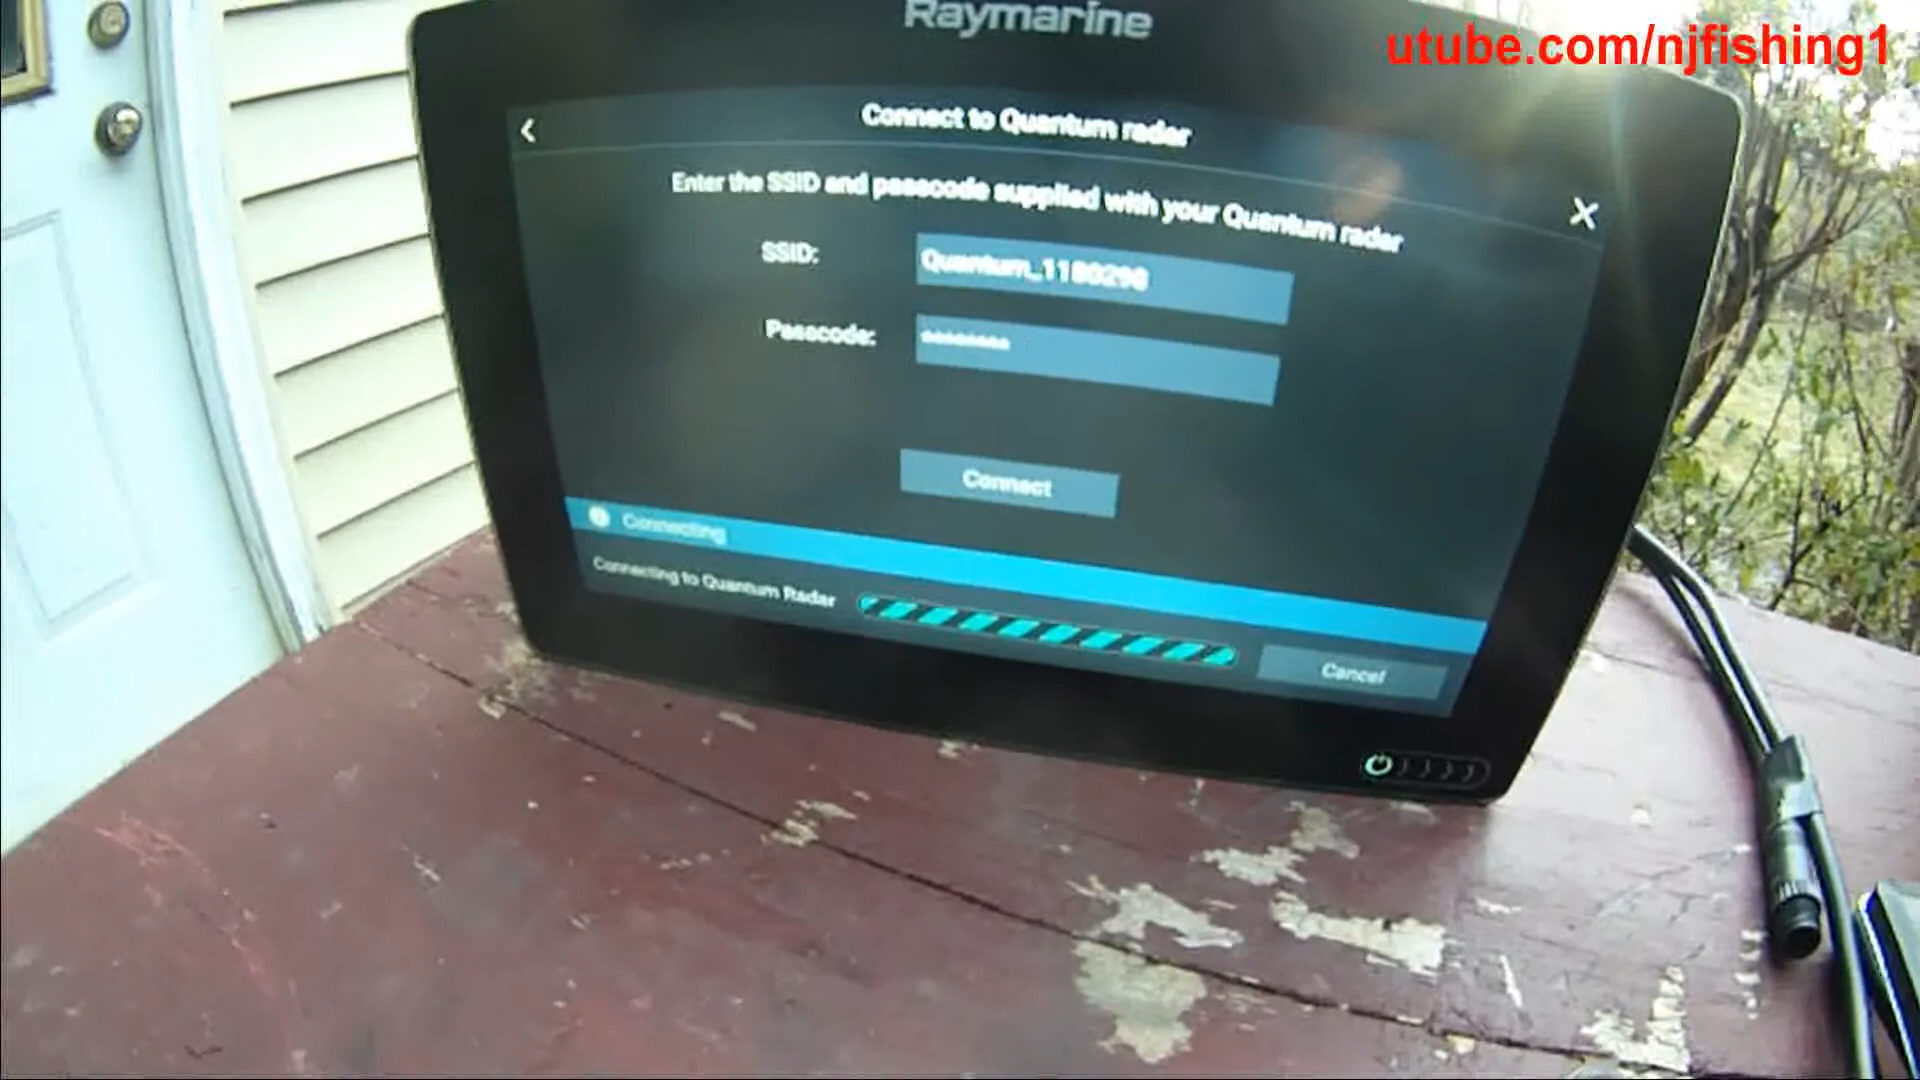 Raymarine
utube.com/njfishing1
Connect to Quantum radar
Enter the SSID and passcode supplied with your Quantum radar
SSID:
Passcode:
********
Connect
Connecting
Connecting to Quantum Radar
Cancel